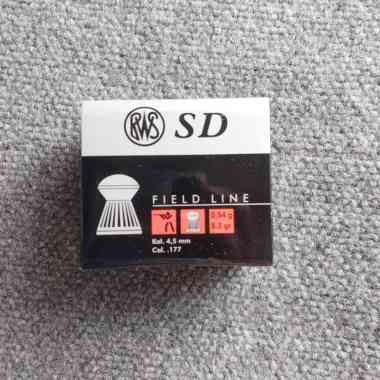 RWS SD
FIELD LINE
0,54 g
8.3 gr
Kal. 4,5 mm
Cal. .177